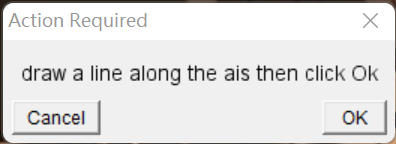 Action Required
draw a line along the ais then click Ok
Cancel
OK